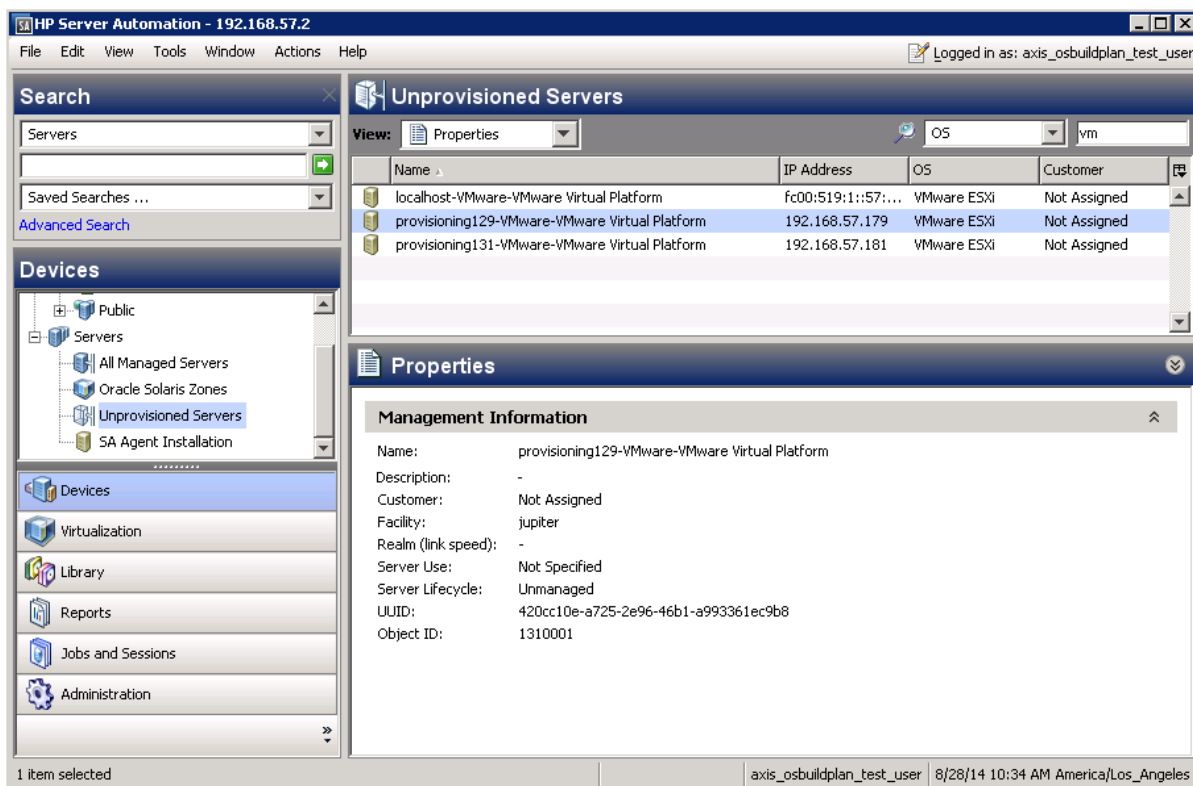 HP Server Automation - 192.168.57.2
File Edit View Tools Window Actions Help
Logged in as: axis_osbuildplan_test_user
Search
Servers
Saved Searches ...
Advanced Search
Devices
Public
Servers
All Managed Servers
Oracle Solaris Zones
Unprovisioned Servers
SA Agent Installation
Devices
Virtualization
Library
Reports
Jobs and Sessions
Administration
Unprovisioned Servers
View: Properties OS vm
Name IP Address OS Customer
localhost-VMware-VMware Virtual Platform fc00:519:1::57:... VMware ESXi Not Assigned
provisioning129-VMware-VMware Virtual Platform 192.168.57.179 VMware ESXi Not Assigned
provisioning131-VMware-VMware Virtual Platform 192.168.57.181 VMware ESXi Not Assigned
Properties
Management Information
Name: provisioning129-VMware-VMware Virtual Platform
Description: -
Customer: Not Assigned
Facility: jupiter
Realm (link speed): -
Server Use: Not Specified
Server Lifecycle: Unmanaged
UUID: 420cc10e-a725-2e96-46b1-a993361ec9b8
Object ID: 1310001
1 item selected
axis_osbuildplan_test_user 8/28/14 10:34 AM America/Los_Angeles